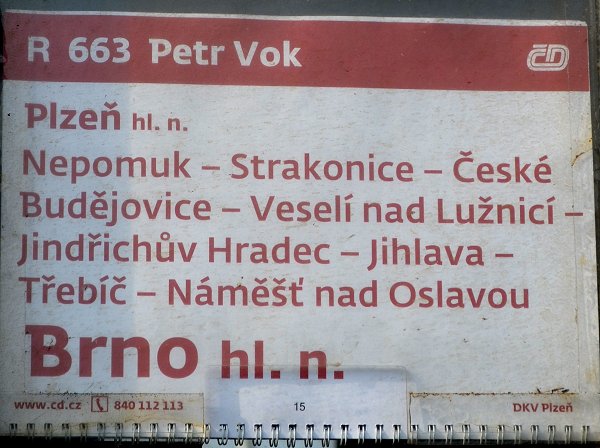 R 663 Petr Vok ČD
Plzeň hl. n.
Nepomuk – Strakonice – České
Budějovice – Veselí nad Lužnicí –
Jindřichův Hradec – Jihlava –
Třebíč – Náměšť nad Oslavou
Brno hl. n.
www.cd.cz 840 112 113 15 DKV Plzeň